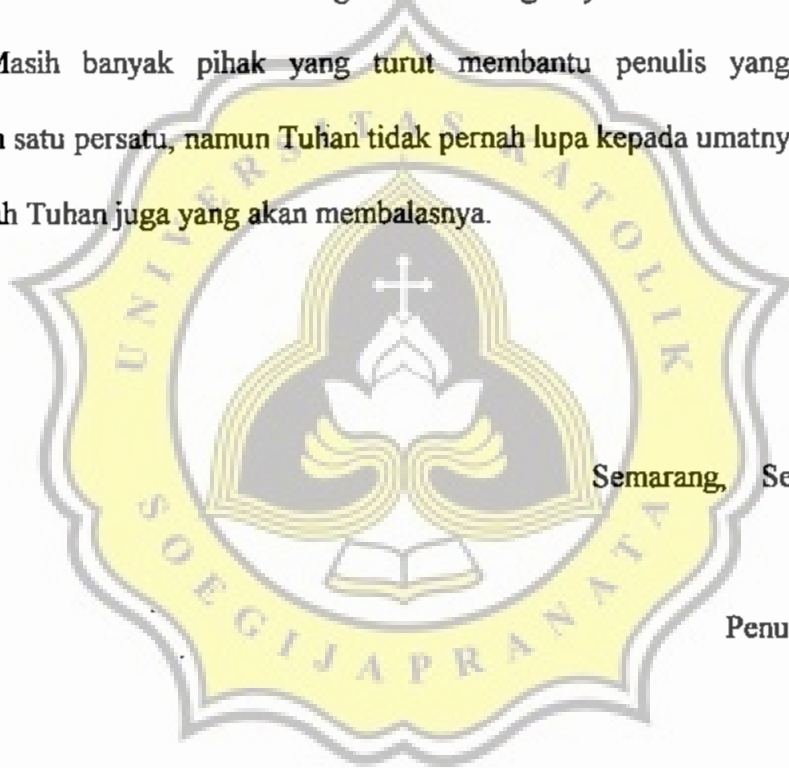 Masih banyak pihak yang turut membantu penulis yang
satu persatu, namun Tuhan tidak pernah lupa kepada umatny
Tuhan juga yang akan membalasnya.
UNIVERSITAS KATOLIK
Semarang, Se
SOEGIJAPRANATA
Penu